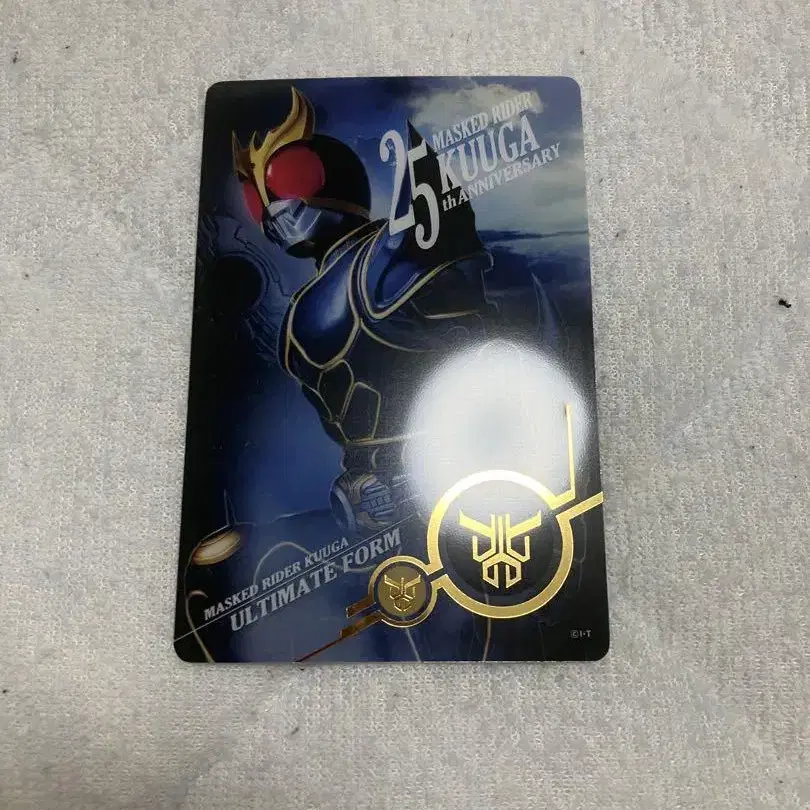 25
MASKED RIDER
KUUGA
th ANNIVERSARY
MASKED RIDER KUUGA
ULTIMATE FORM
©I·T